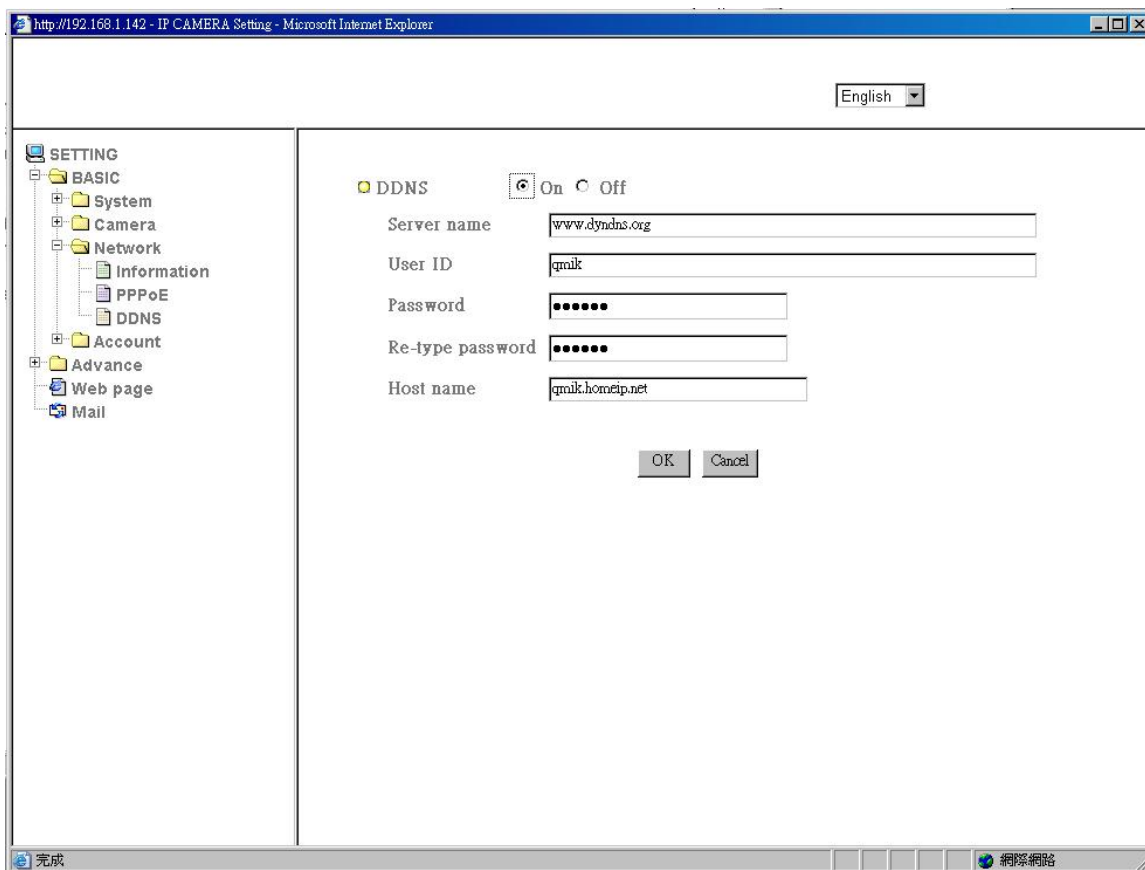 http://192.168.1.142 - IP CAMERA Setting - Microsoft Internet Explorer
English
SETTING
BASIC
System
Camera
Network
Information
PPPoE
DDNS
Account
Advance
Web page
Mail
DDNS On Off
Server name www.dyndns.org
User ID qmik
Password ●●●●●●
Re-type password ●●●●●●
Host name qmik.homeip.net
OK Cancel
完成 網際網路